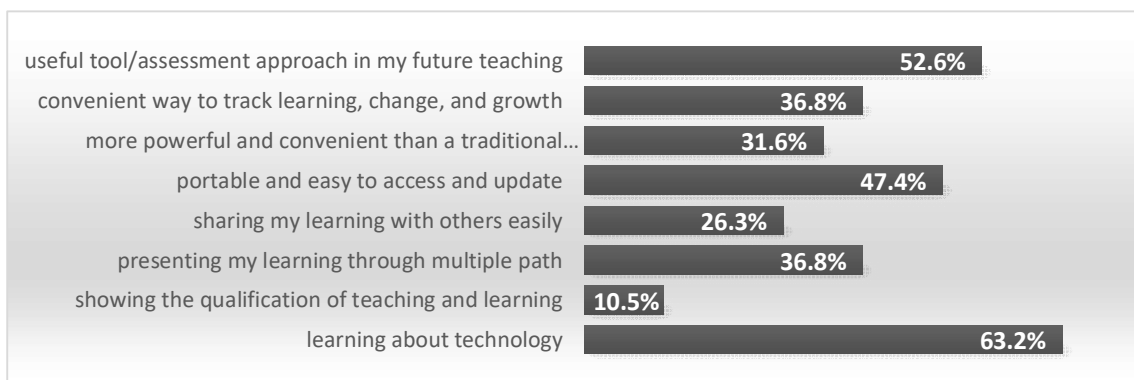 useful tool/assessment approach in my future teaching 52.6%
convenient way to track learning, change, and growth 36.8%
more powerful and convenient than a traditional… 31.6%
portable and easy to access and update 47.4%
sharing my learning with others easily 26.3%
presenting my learning through multiple path 36.8%
showing the qualification of teaching and learning 10.5%
learning about technology 63.2%